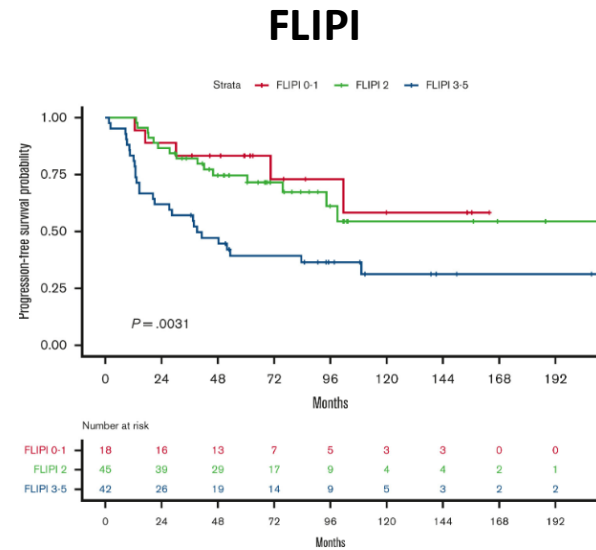 FLIPI
Strata FLIPI 0-1 FLIPI 2 FLIPI 3-5
Progression-free survival probability
1.00
0.75
0.50
0.25
0.00
P = .0031
0 24 48 72 96 120 144 168 192
Months
Number at risk
FLIPI 0-1 18 16 13 7 5 3 3 0 0
FLIPI 2 45 39 29 17 9 4 4 2 1
FLIPI 3-5 42 26 19 14 9 5 3 2 2
0 24 48 72 96 120 144 168 192
Months